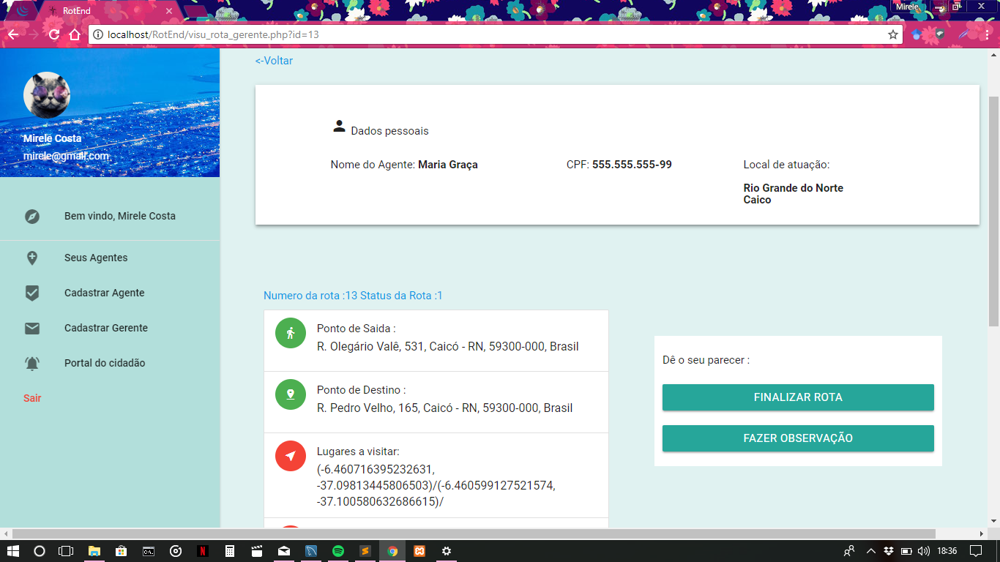 RotEnd
Mirele
localhost/RotEnd/visu_rota_gerente.php?id=13
<-Voltar
Mirele Costa
mirele@gmail.com
Bem vindo, Mirele Costa
Seus Agentes
Cadastrar Agente
Cadastrar Gerente
Portal do cidadão
Sair
Dados pessoais
Nome do Agente: Maria Graça
CPF: 555.555.555-99
Local de atuação:
Rio Grande do Norte
Caico
Numero da rota :13 Status da Rota :1
Ponto de Saida :
R. Olegário Valê, 531, Caicó - RN, 59300-000, Brasil
Ponto de Destino :
R. Pedro Velho, 165, Caicó - RN, 59300-000, Brasil
Lugares a visitar:
(-6.460716395232631,
-37.09813445806503)/(-6.460599127521574,
-37.100580632686615)/
Dê o seu parecer :
FINALIZAR ROTA
FAZER OBSERVAÇÃO
18:36